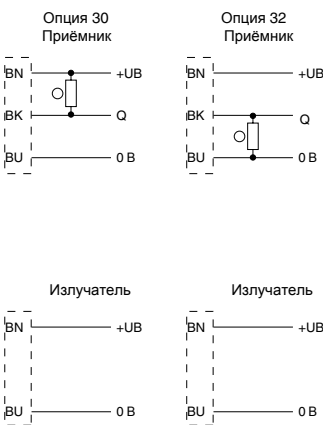 Опция 30
Приёмник
BN +UB
BK Q
BU 0 В
Опция 32
Приёмник
BN +UB
BK Q
BU 0 В
Излучатель
BN +UB
BU 0 В
Излучатель
BN +UB
BU 0 В